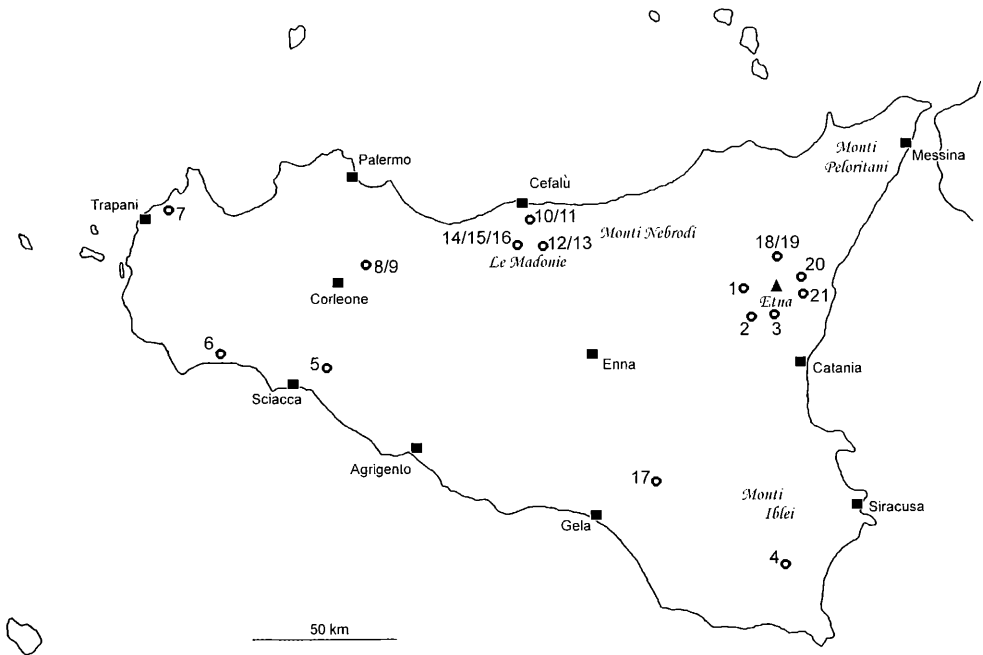 Palermo
Monti
Peloritani
Messina
Cefalù
Trapani
7
10/11
Monti Nebrodi
14/15/16
12/13
Le Madonie
18/19
8/9
20
1
Etna
21
Corleone
2
3
6
5
Enna
Catania
Sciacca
Agrigento
17
Monti
Iblei
Siracusa
Gela
4
50 km